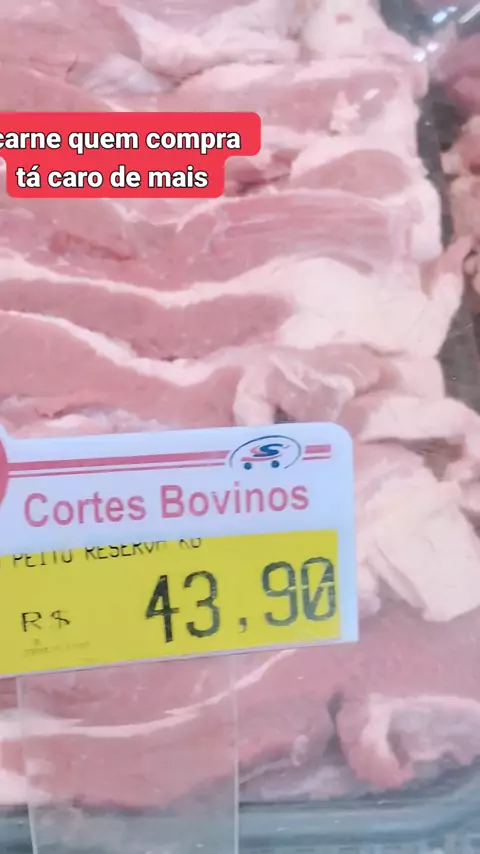 carne quem compra
tá caro de mais
Cortes Bovinos
PEITO RESERVA KG
R$ 43,90